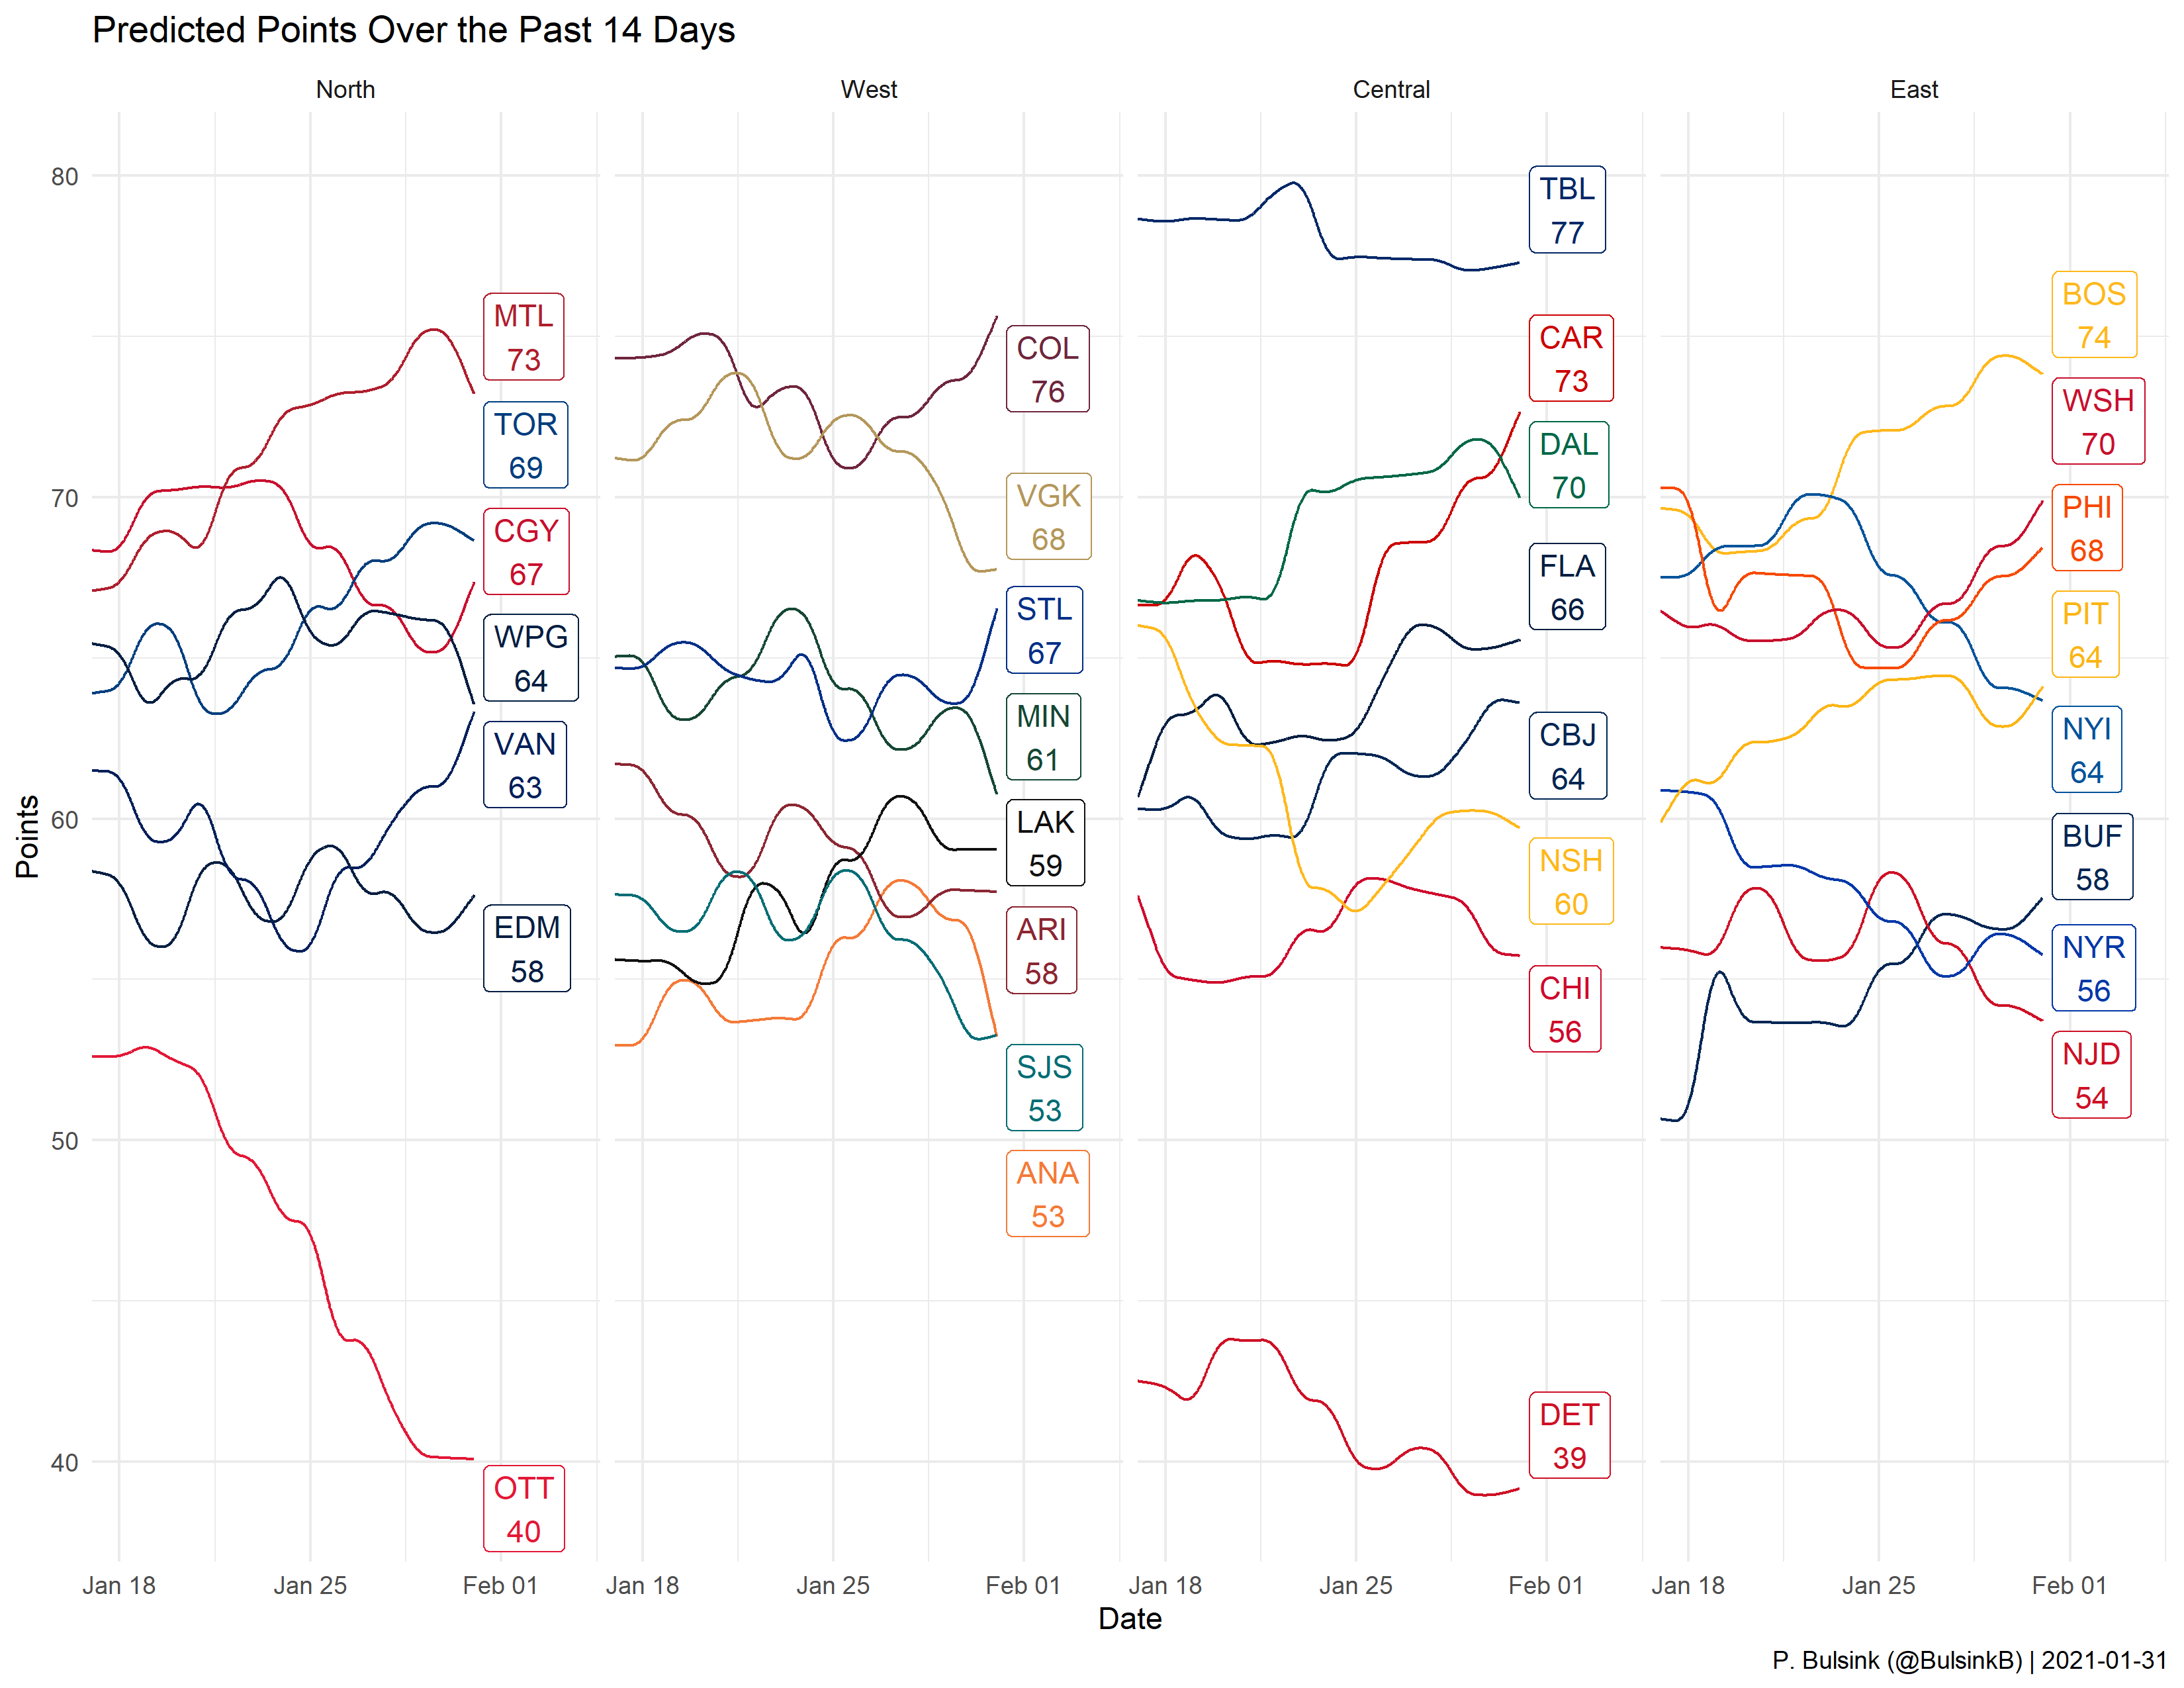 Predicted Points Over the Past 14 Days
North
West
Central
East
80
70
60
50
40
Points
MTL
73
TOR
69
CGY
67
WPG
64
VAN
63
EDM
58
OTT
40
COL
76
VGK
68
STL
67
MIN
61
LAK
59
ARI
58
SJS
53
ANA
53
TBL
77
CAR
73
DAL
70
FLA
66
CBJ
64
NSH
60
CHI
56
DET
39
BOS
74
WSH
70
PHI
68
PIT
64
NYI
64
BUF
58
NYR
56
NJD
54
Jan 18
Jan 25
Feb 01
Jan 18
Jan 25
Feb 01
Jan 18
Jan 25
Feb 01
Jan 18
Jan 25
Feb 01
Date
P. Bulsink (@BulsinkB) | 2021-01-31